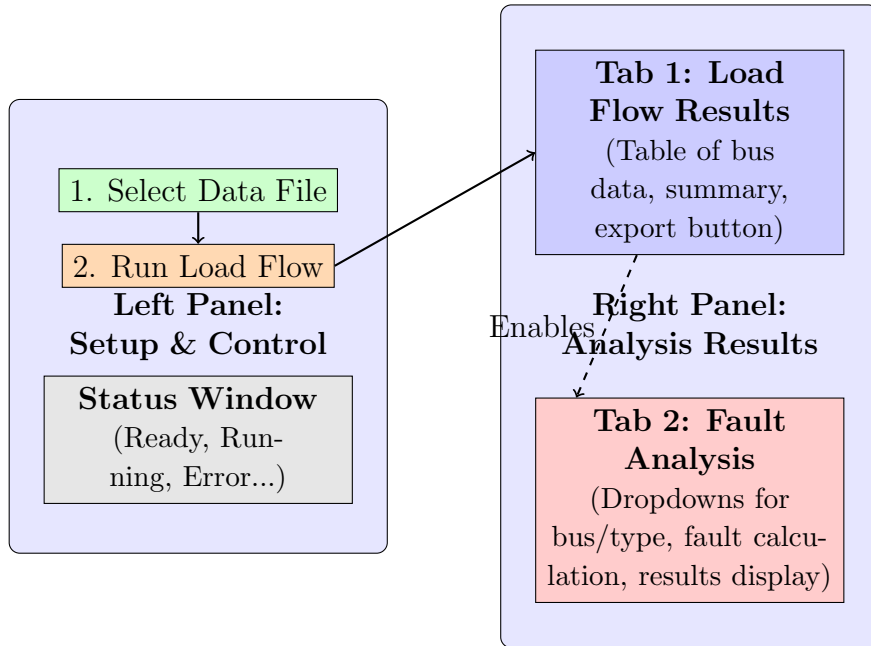 1. Select Data File
2. Run Load Flow
Left Panel:
Setup & Control
Status Window
(Ready, Run-
ning, Error...)
Tab 1: Load
Flow Results
(Table of bus
data, summary,
export button)
Enables
Right Panel:
Analysis Results
Tab 2: Fault
Analysis
(Dropdowns for
bus/type, fault calcu-
lation, results display)